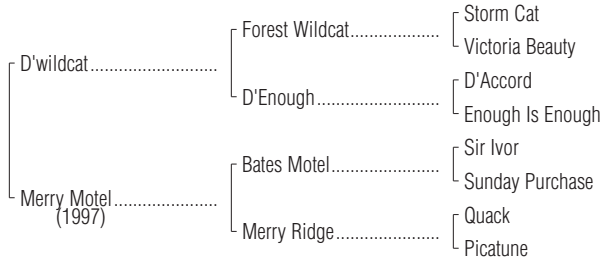 Storm Cat
Forest Wildcat....................
Victoria Beauty
D'wildcat.............................
D'Accord
D'Enough...........................
Enough Is Enough
Sir Ivor
Bates Motel........................
Sunday Purchase
Merry Motel.......................
(1997)
Quack
Merry Ridge.......................
Picatune